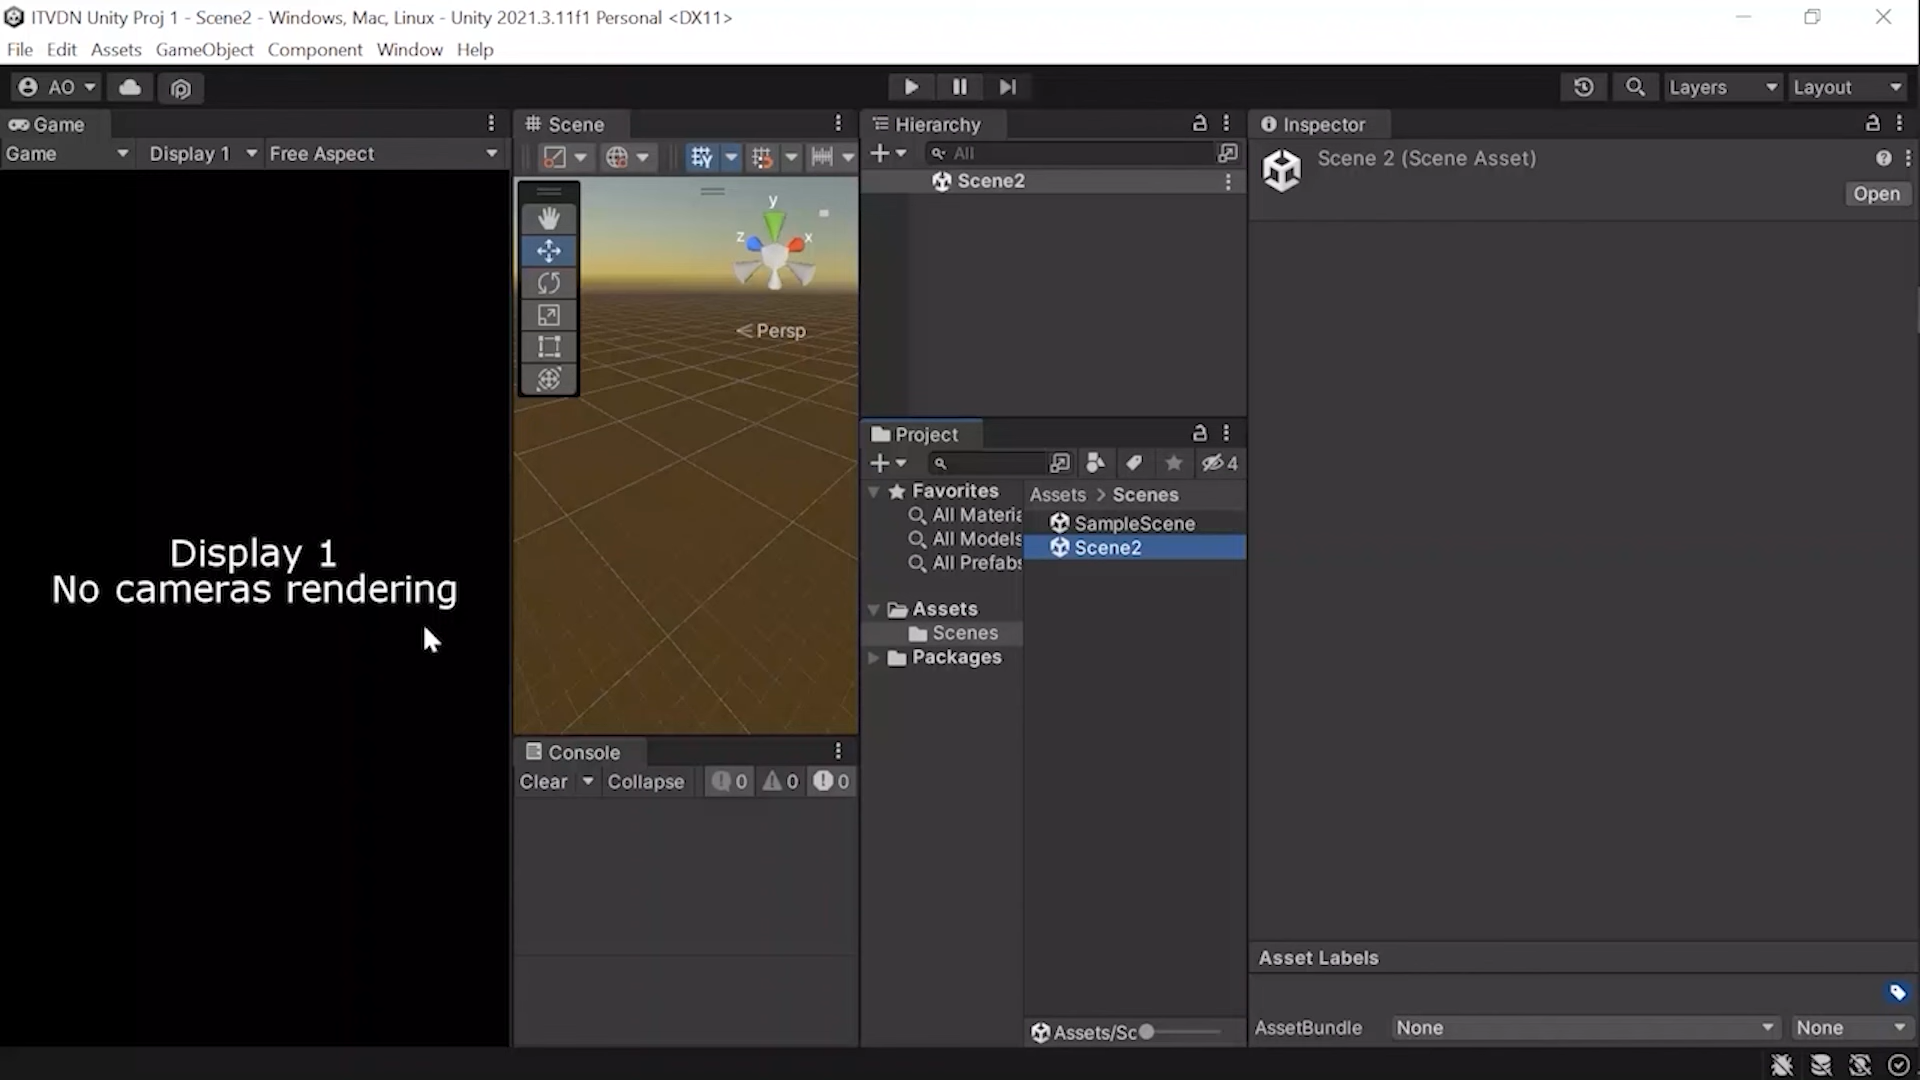 ITVDN Unity Proj 1 - Scene2 - Windows, Mac, Linux - Unity 2021.3.11f1 Personal <DX11>
File Edit Assets GameObject Component Window Help
AO
Layers
Layout
Game
Game
Display 1
Free Aspect
Display 1
No cameras rendering
Scene
y
z
x
Persp
Console
Clear
Collapse
0
0
0
Hierarchy
All
Scene2
Project
4
Favorites
All Materia
All Models
All Prefabs
Assets
Scenes
Packages
Assets > Scenes
SampleScene
Scene2
Assets/Sc
Inspector
Scene 2 (Scene Asset)
Open
Asset Labels
AssetBundle
None
None